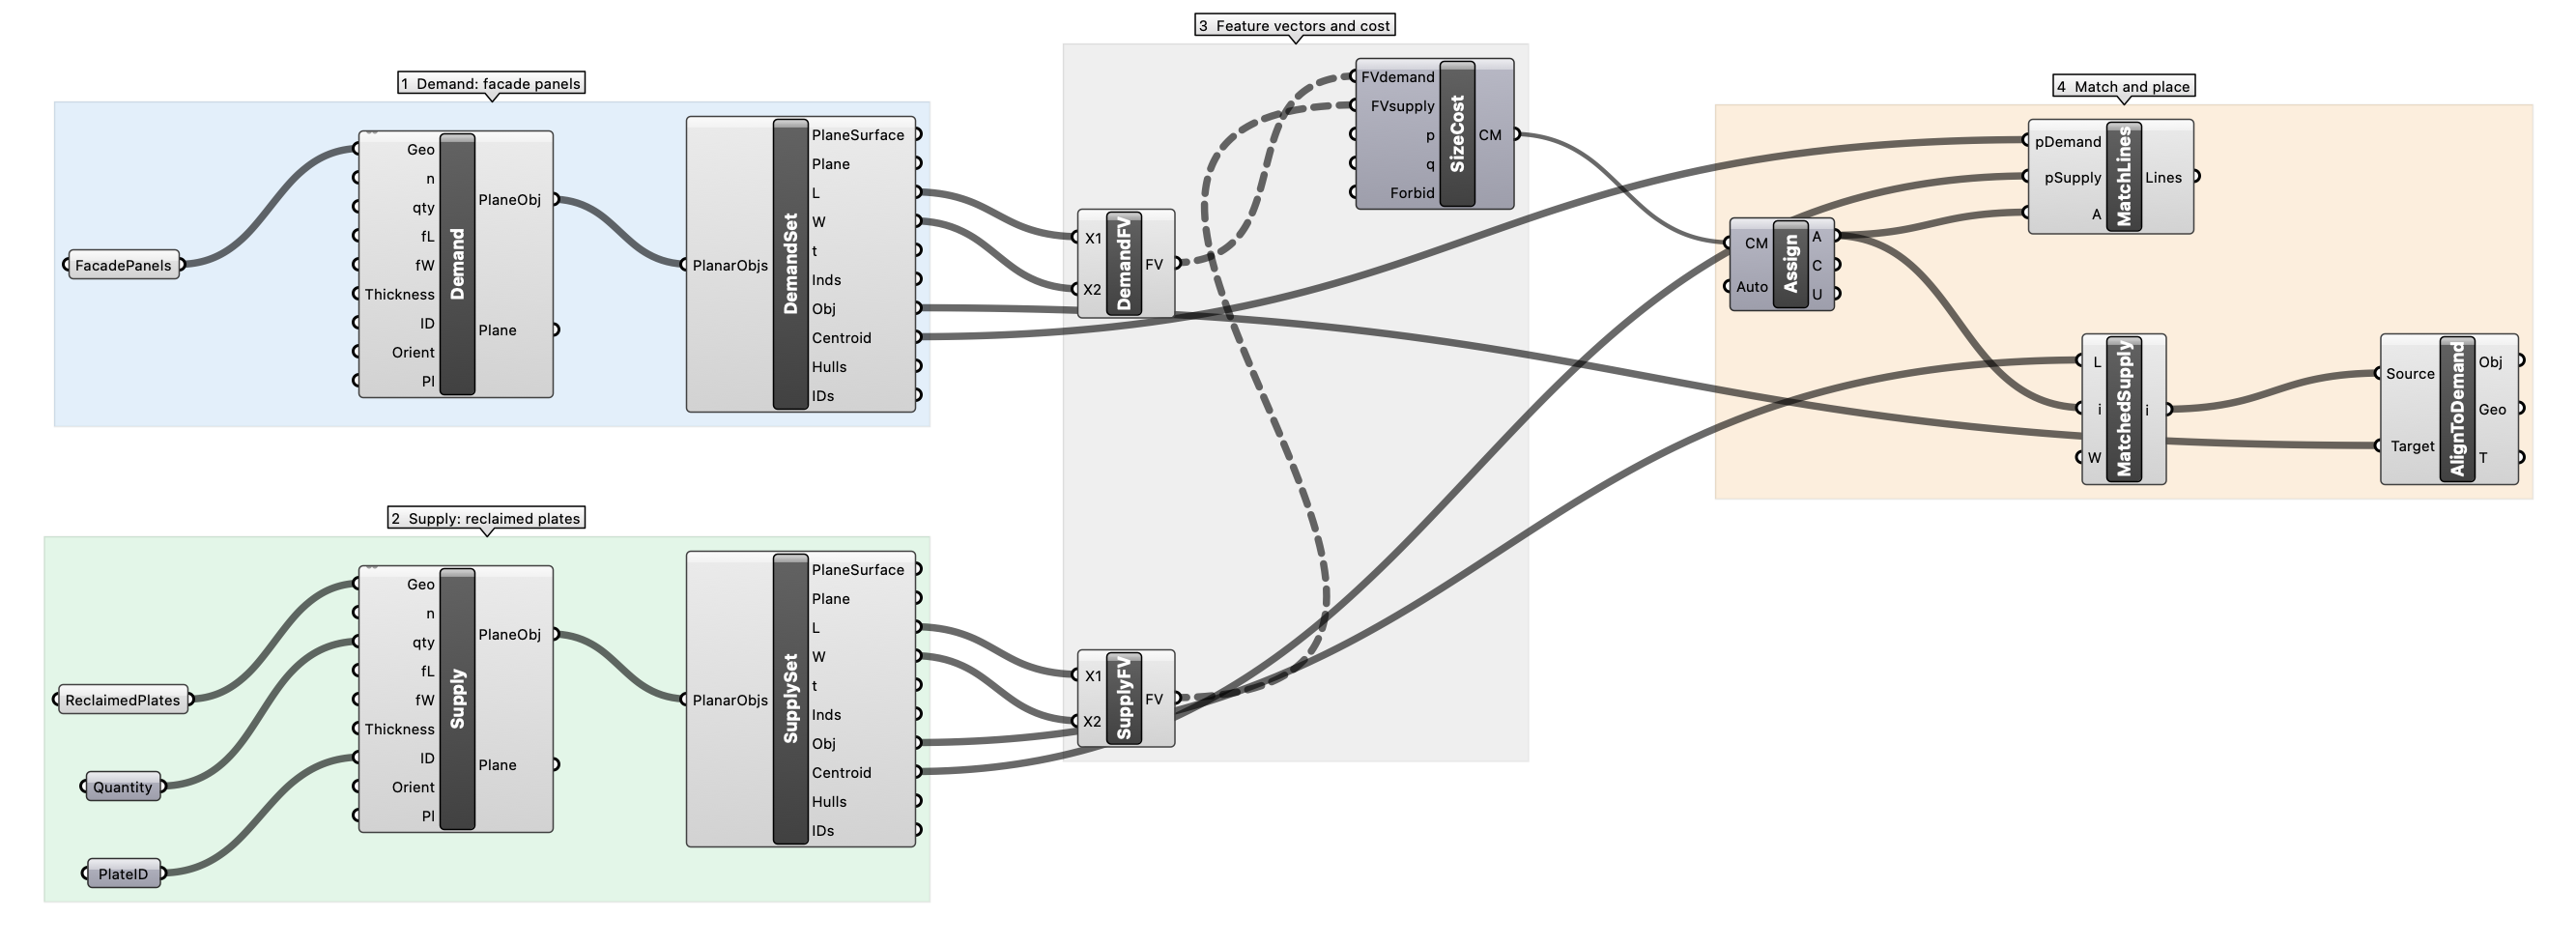 1 Demand: facade panels
FacadePanels
Geo
n
qty
fL
fW
Thickness
ID
Orient
Pl
Demand
PlaneObj
Plane
PlanarObjs
DemandSet
PlaneSurface
Plane
L
W
t
Inds
Obj
Centroid
Hulls
IDs
2 Supply: reclaimed plates
ReclaimedPlates
Quantity
PlateID
Geo
n
qty
fL
fW
Thickness
ID
Orient
Pl
Supply
PlaneObj
Plane
PlanarObjs
SupplySet
PlaneSurface
Plane
L
W
t
Inds
Obj
Centroid
Hulls
IDs
3 Feature vectors and cost
X1
X2
DemandFV
FV
FVdemand
FVsupply
p
q
Forbid
SizeCost
CM
X1
X2
SupplyFV
FV
4 Match and place
CM
Auto
Assign
A
C
U
pDemand
pSupply
A
MatchLines
Lines
L
i
W
MatchedSupply
i
Source
Target
AlignToDemand
Obj
Geo
T